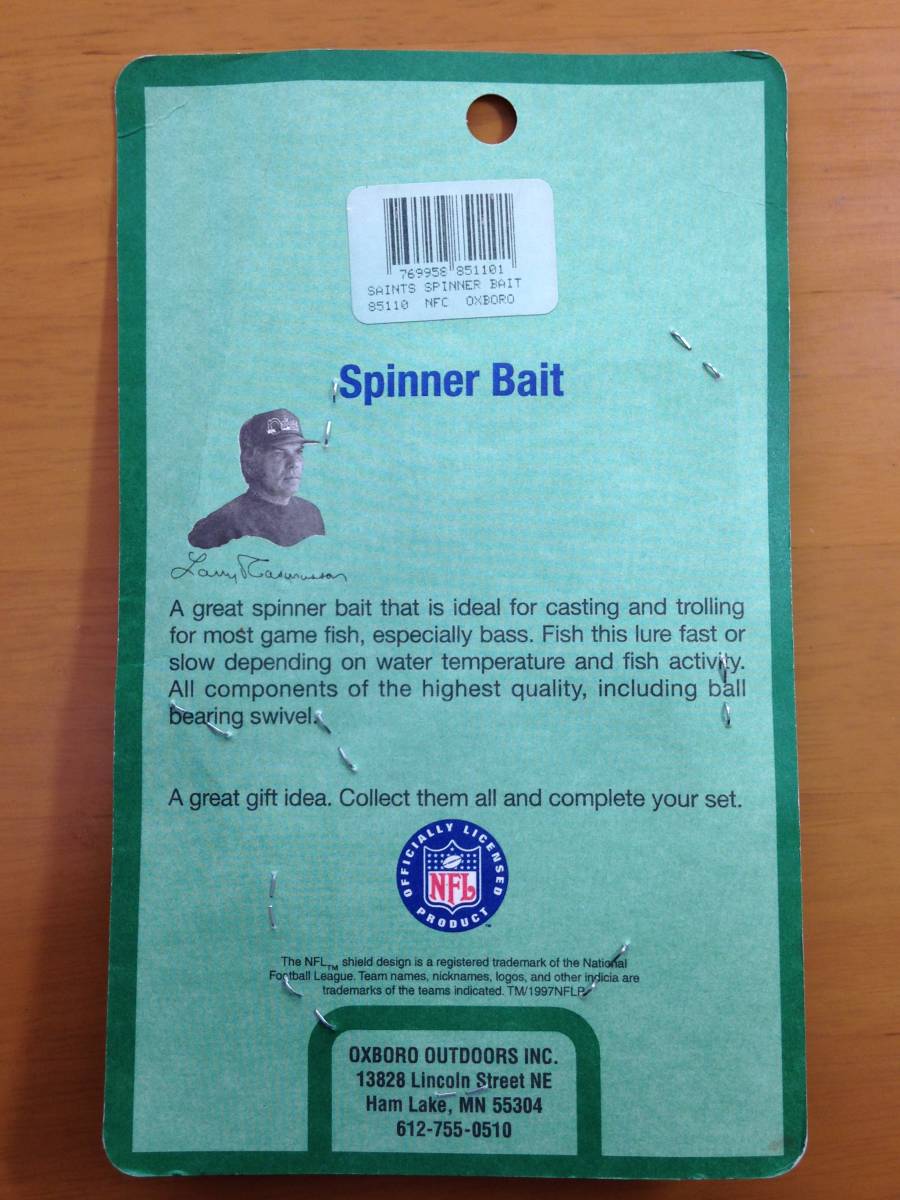 769958 851101
SAINTS SPINNER BAIT
85110 NFC OXBORO
Spinner Bait
Larry Rasmussen
A great spinner bait that is ideal for casting and trolling
for most game fish, especially bass. Fish this lure fast or
slow depending on water temperature and fish activity.
All components of the highest quality, including ball
bearing swivel.
A great gift idea. Collect them all and complete your set.
OFFICIALLY LICENSED
NFL
PRODUCT
TM
The NFL TM shield design is a registered trademark of the National
Football League. Team names, nicknames, logos, and other indicia are
trademarks of the teams indicated. TM/1997NFLP
OXBORO OUTDOORS INC.
13828 Lincoln Street NE
Ham Lake, MN 55304
612-755-0510